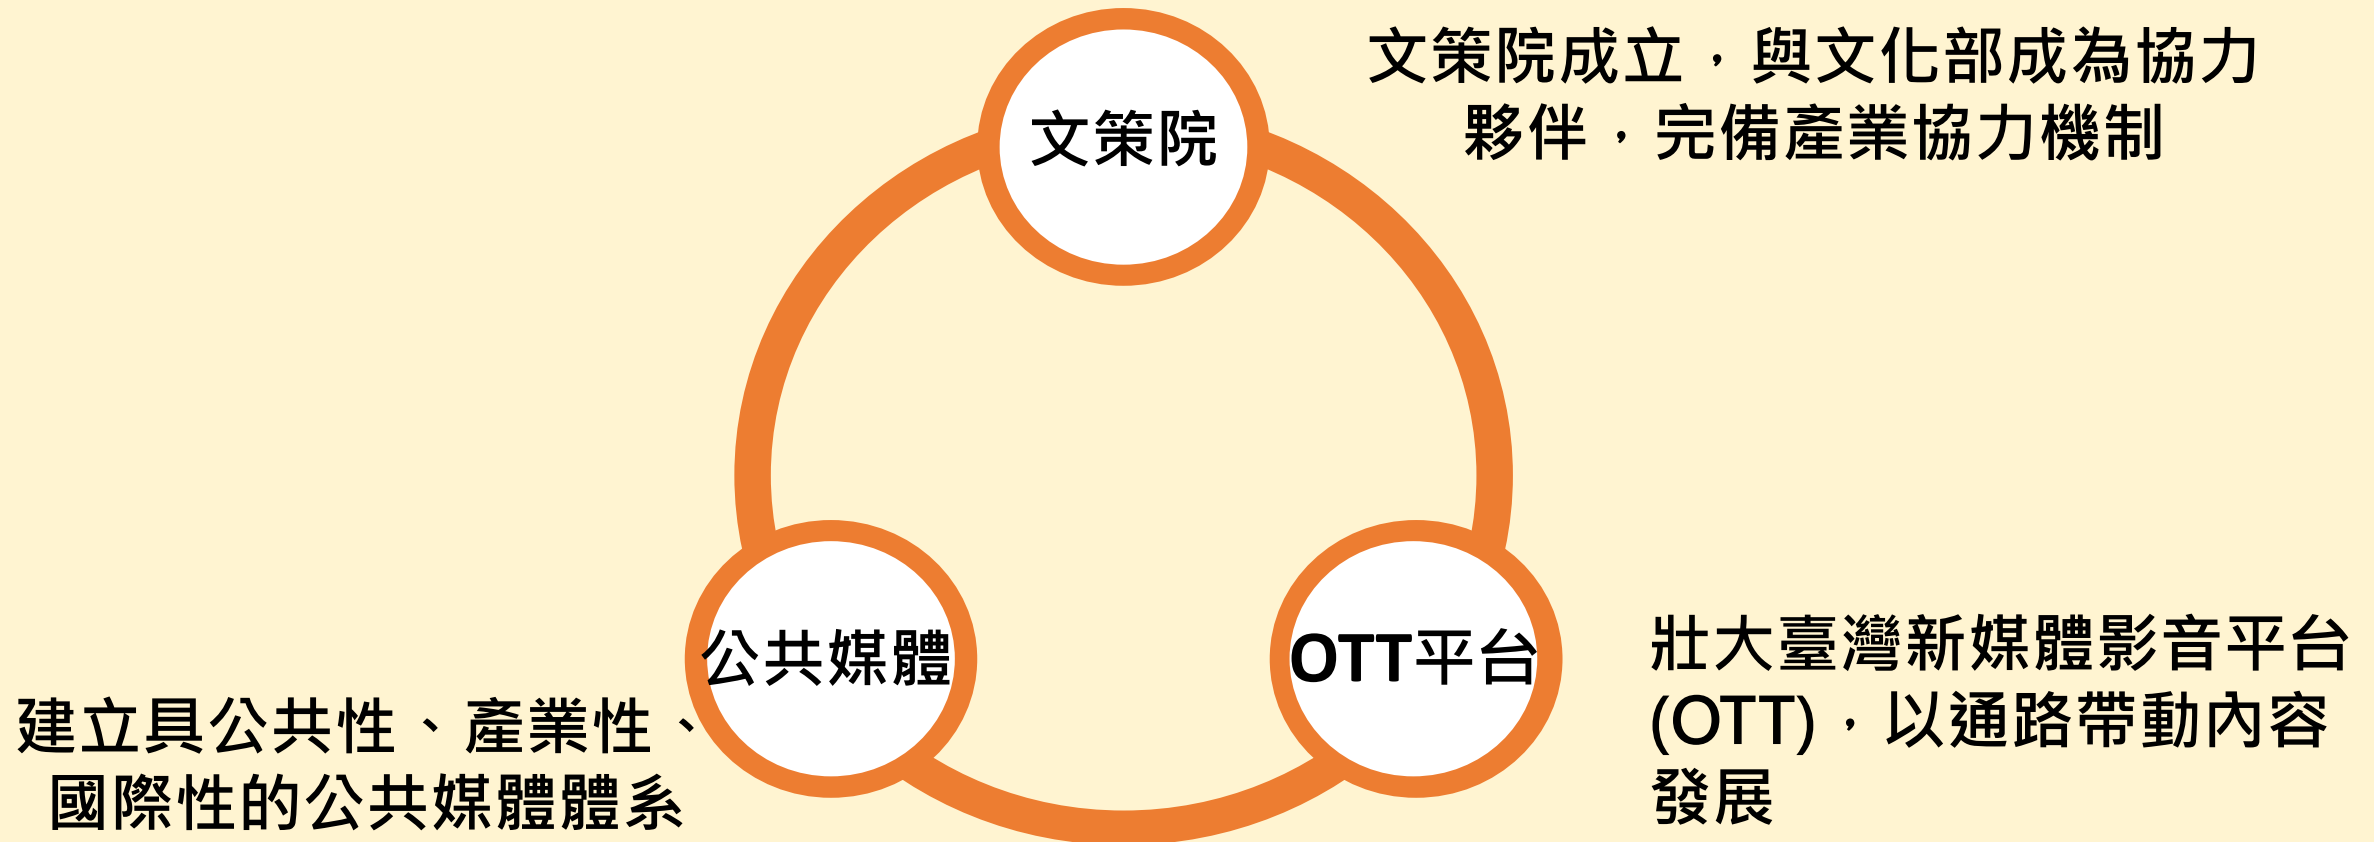 文策院
文策院成立，與文化部成為協力
夥伴，完備產業協力機制
公共媒體
建立具公共性、產業性、
國際性的公共媒體體系
OTT平台
壯大臺灣新媒體影音平台
(OTT)，以通路帶動內容
發展